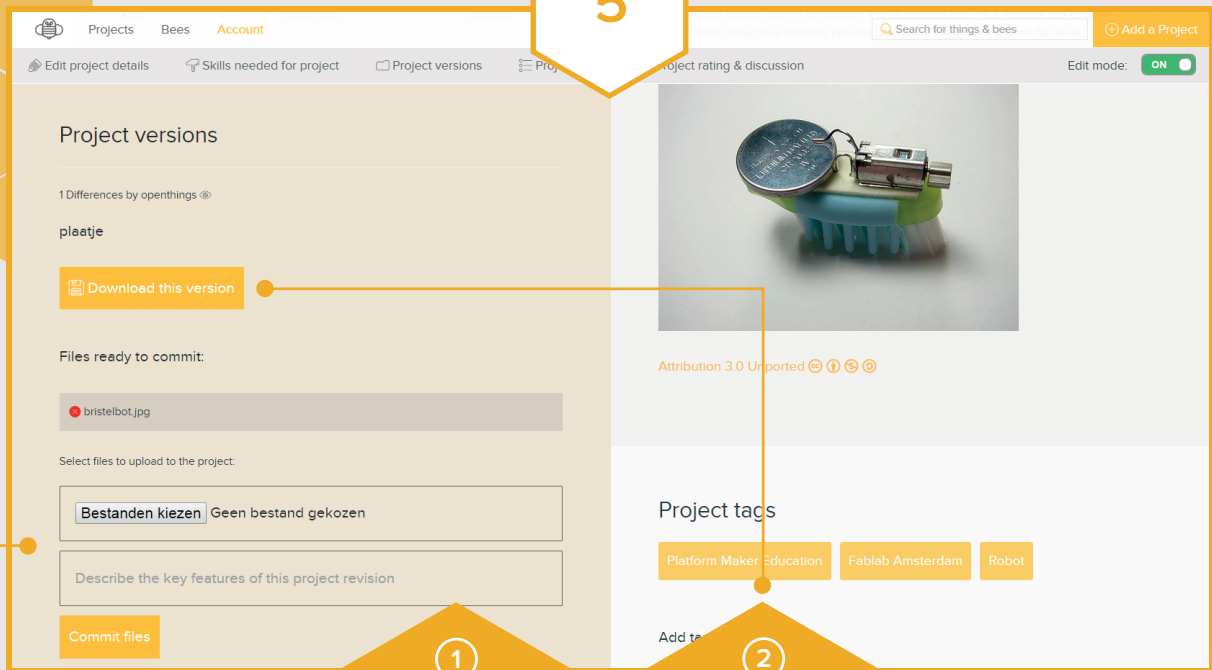 5
Projects Bees Account
Search for things & bees
Add a Project
Edit project details
Skills needed for project
Project versions
Proj
roject rating & discussion
Edit mode: ON
Project versions
1 Differences by openthings
plaatje
Download this version
Files ready to commit:
bristelbot.jpg
Select files to upload to the project:
Bestanden kiezen Geen bestand gekozen
Describe the key features of this project revision
Commit files
1
Attribution 3.0 Unported
Project tags
Platform Maker Education Fablab Amsterdam Robot
Add ta
2